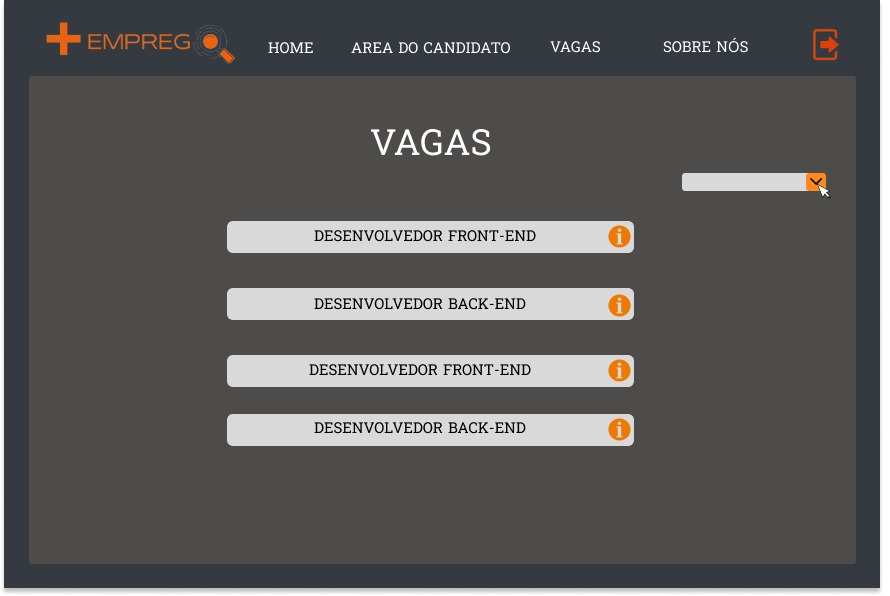 EMPREGO
HOME
AREA DO CANDIDATO
VAGAS
SOBRE NÓS
VAGAS
DESENVOLVEDOR FRONT-END
DESENVOLVEDOR BACK-END
DESENVOLVEDOR FRONT-END
DESENVOLVEDOR BACK-END